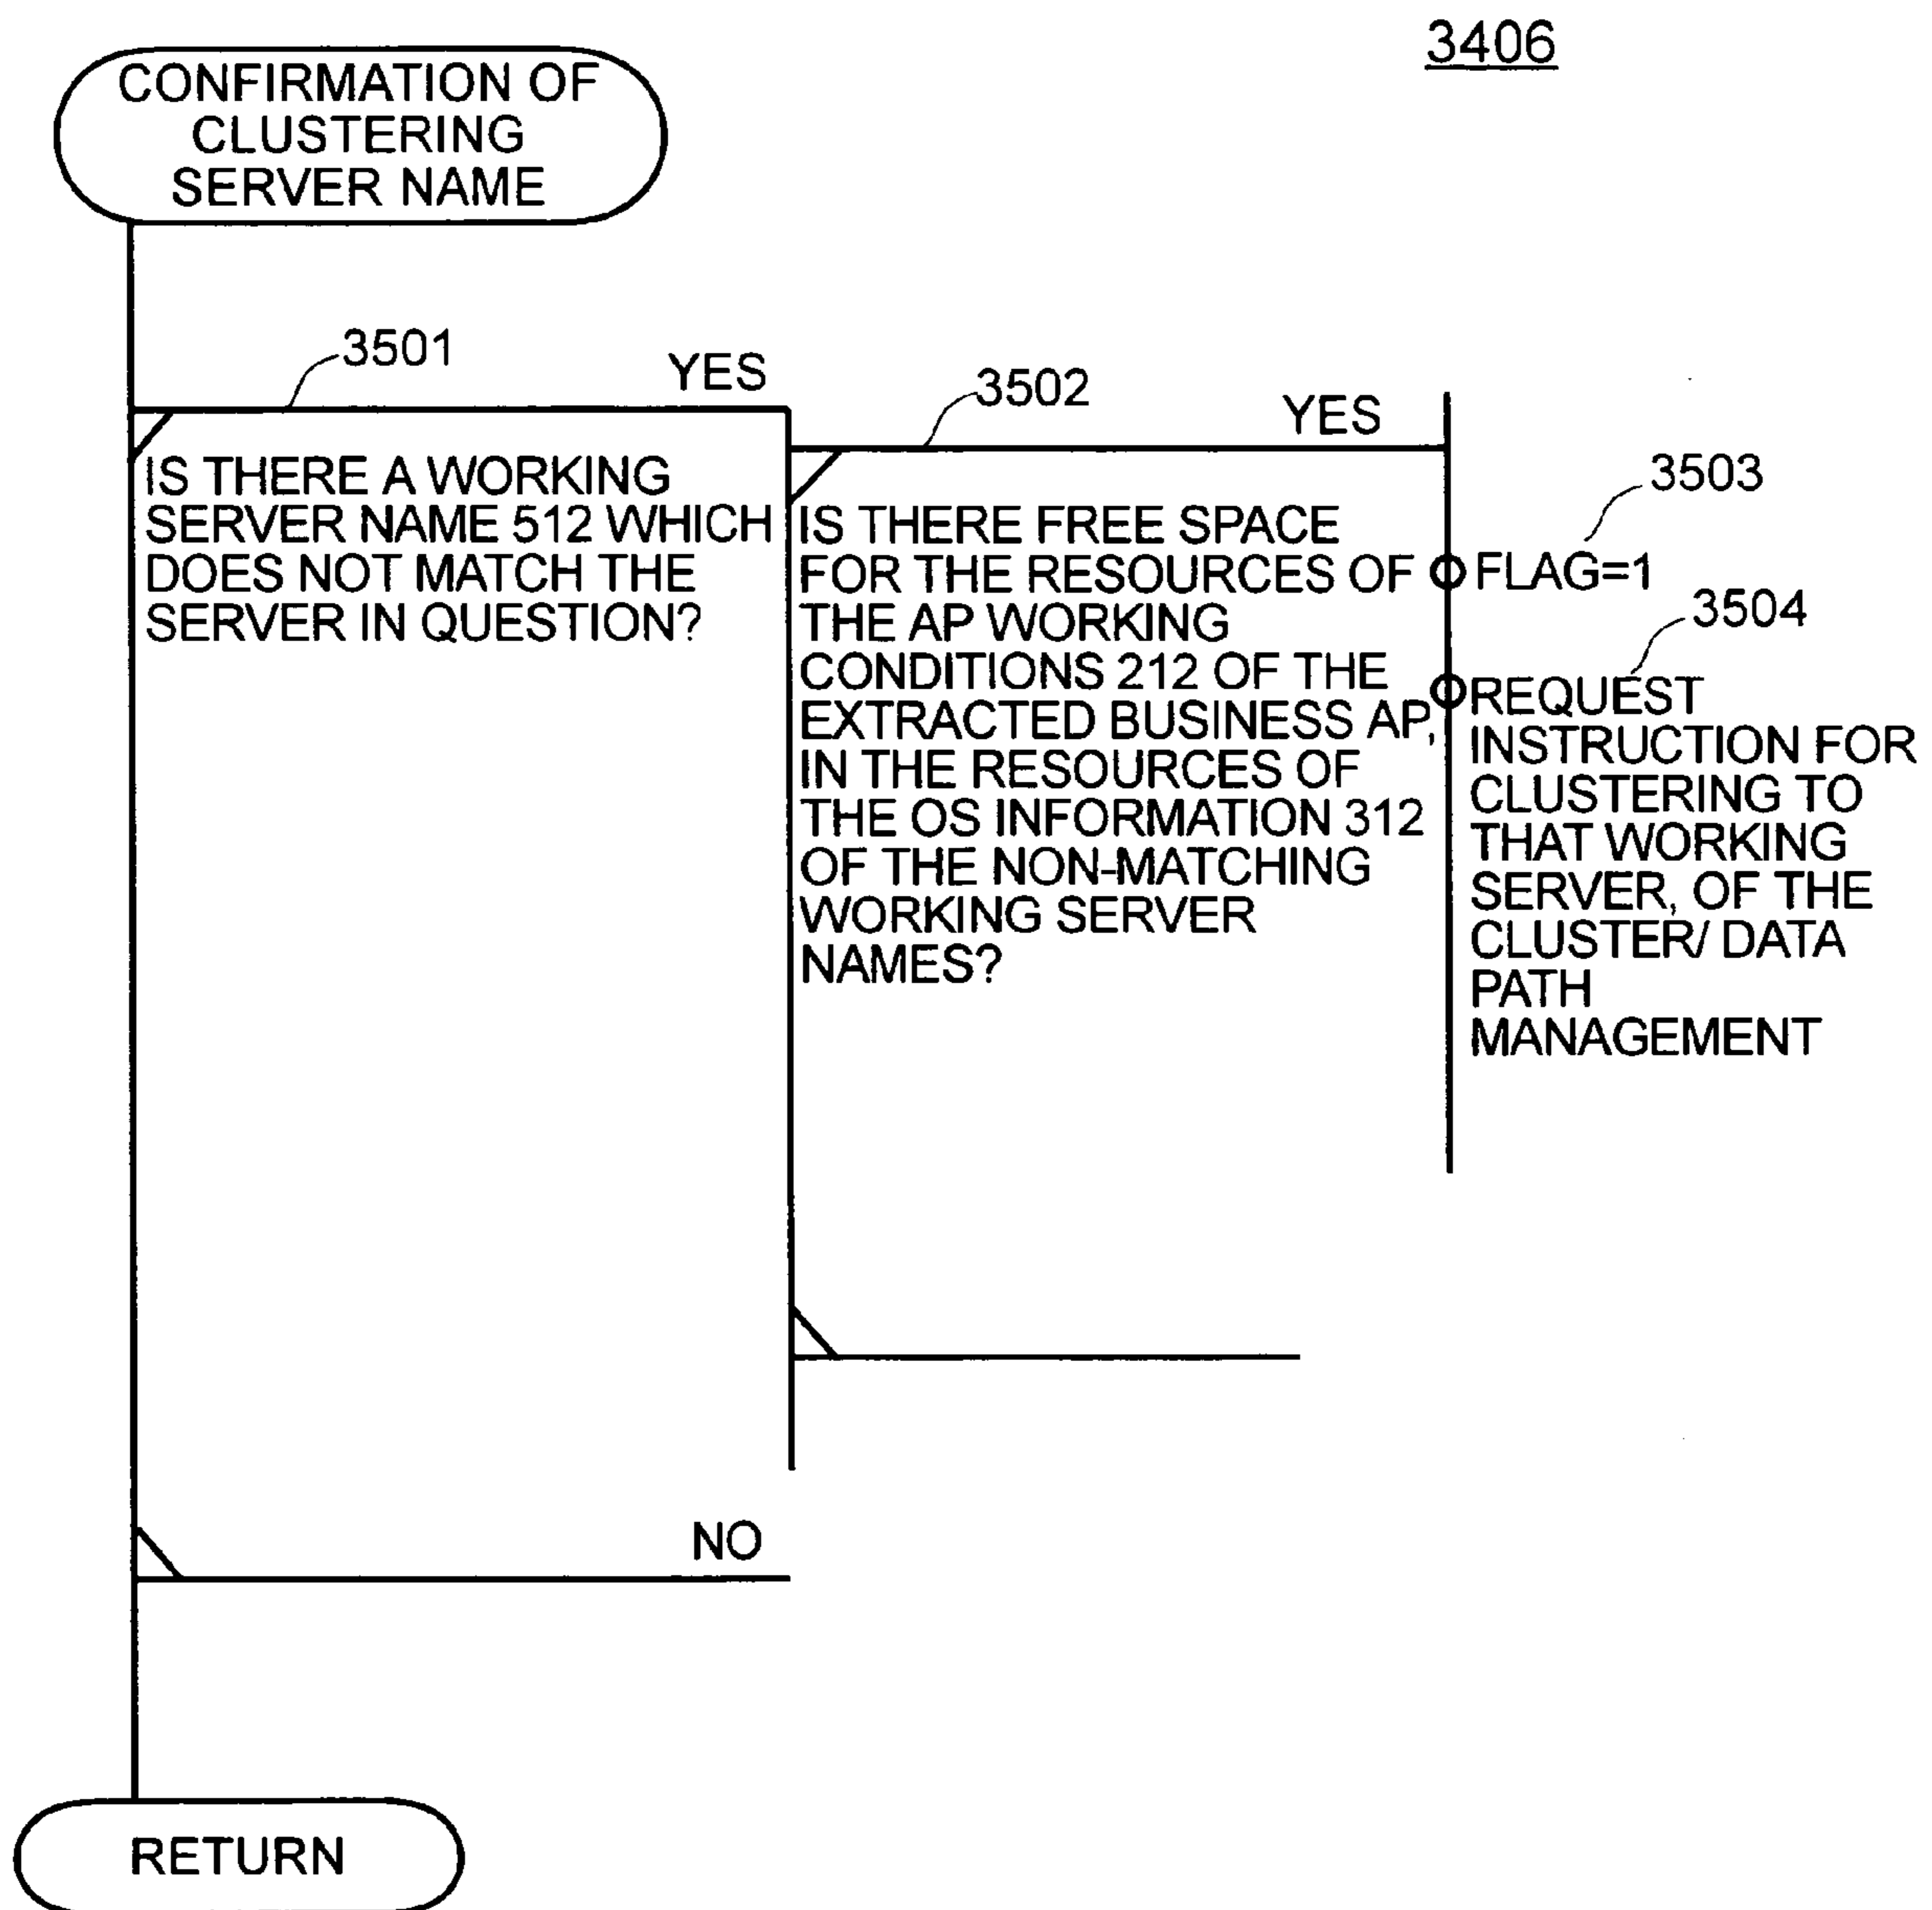 3406
CONFIRMATION OF
CLUSTERING
SERVER NAME
3501
YES
IS THERE A WORKING
SERVER NAME 512 WHICH
DOES NOT MATCH THE
SERVER IN QUESTION?
3502
YES
IS THERE FREE SPACE
FOR THE RESOURCES OF
THE AP WORKING
CONDITIONS 212 OF THE
EXTRACTED BUSINESS AP,
IN THE RESOURCES OF
THE OS INFORMATION 312
OF THE NON-MATCHING
WORKING SERVER
NAMES?
3503
FLAG=1
3504
REQUEST
INSTRUCTION FOR
CLUSTERING TO
THAT WORKING
SERVER, OF THE
CLUSTER/ DATA
PATH
MANAGEMENT
NO
RETURN